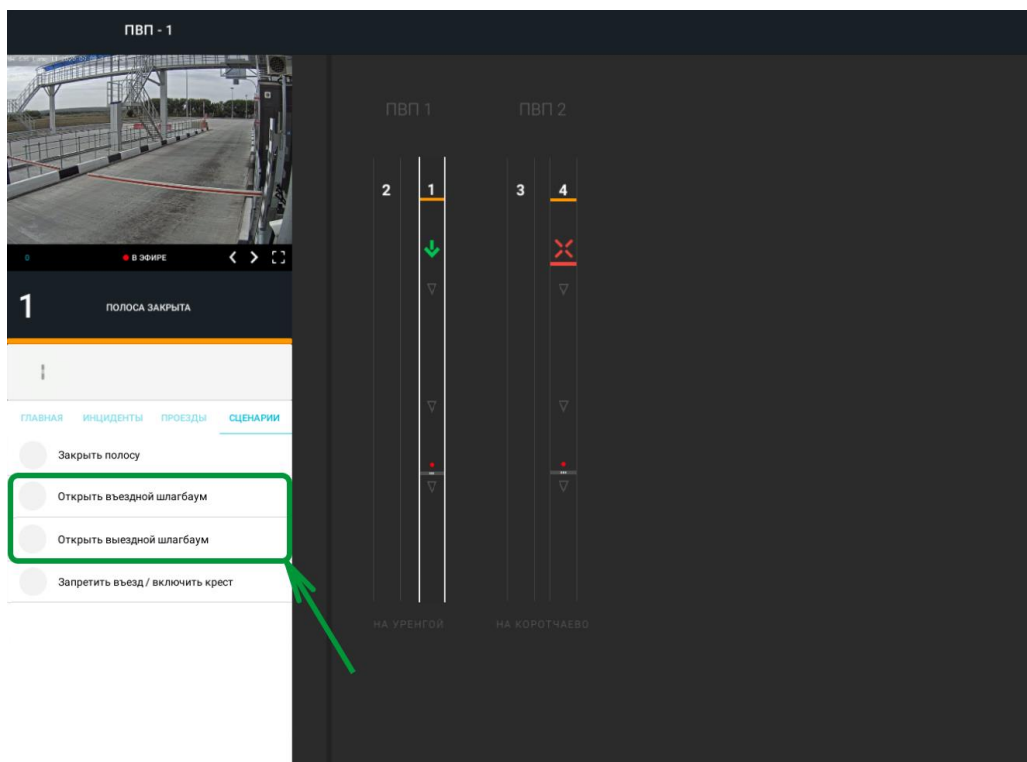 ПВП - 1
ПВП 1
ПВП 2
2
1
3
4
0
В ЭФИРЕ
1
ПОЛОСА ЗАКРЫТА
ГЛАВНАЯ ИНЦИДЕНТЫ ПРОЕЗДЫ СЦЕНАРИИ
Закрыть полосу
Открыть въездной шлагбаум
Открыть выездной шлагбаум
Запретить въезд / включить крест
НА УРЕНГОЙ
НА КОРОТЧАЕВО